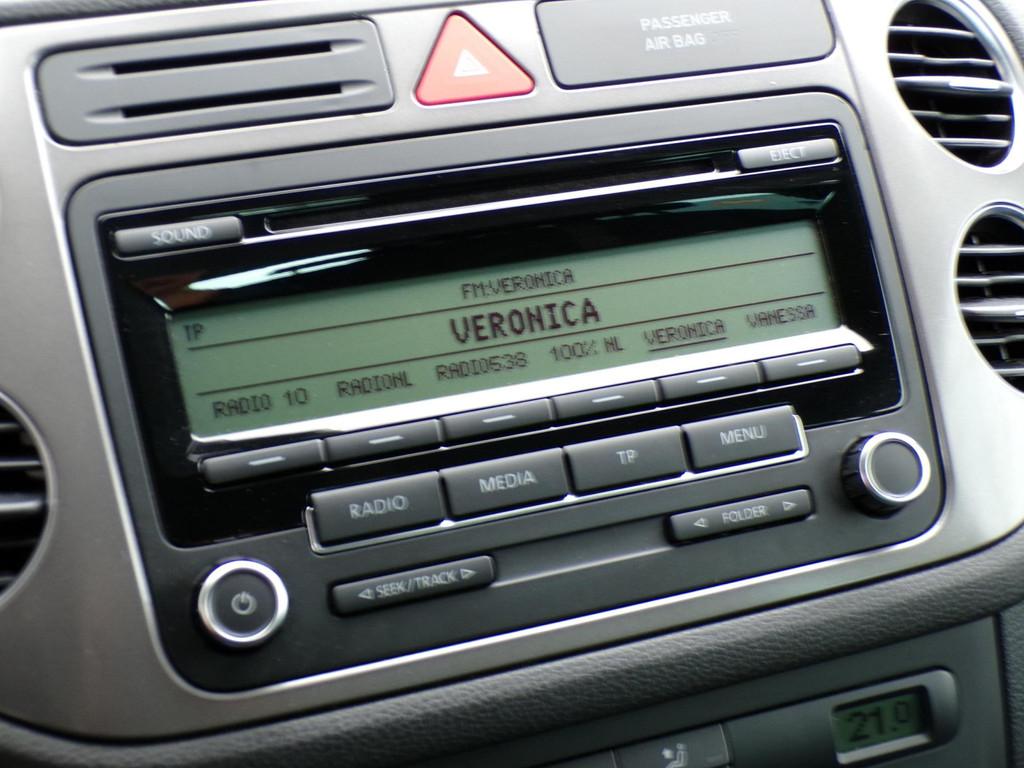 PASSENGER
AIR BAG OFF
EJECT
SOUND
FM:VERONICA
TP
VERONICA
RADIO 10 RADIONL RADIO538 100% NL VERONICA VANESSA
RADIO MEDIA TP MENU
SEEK/TRACK
FOLDER
21.0